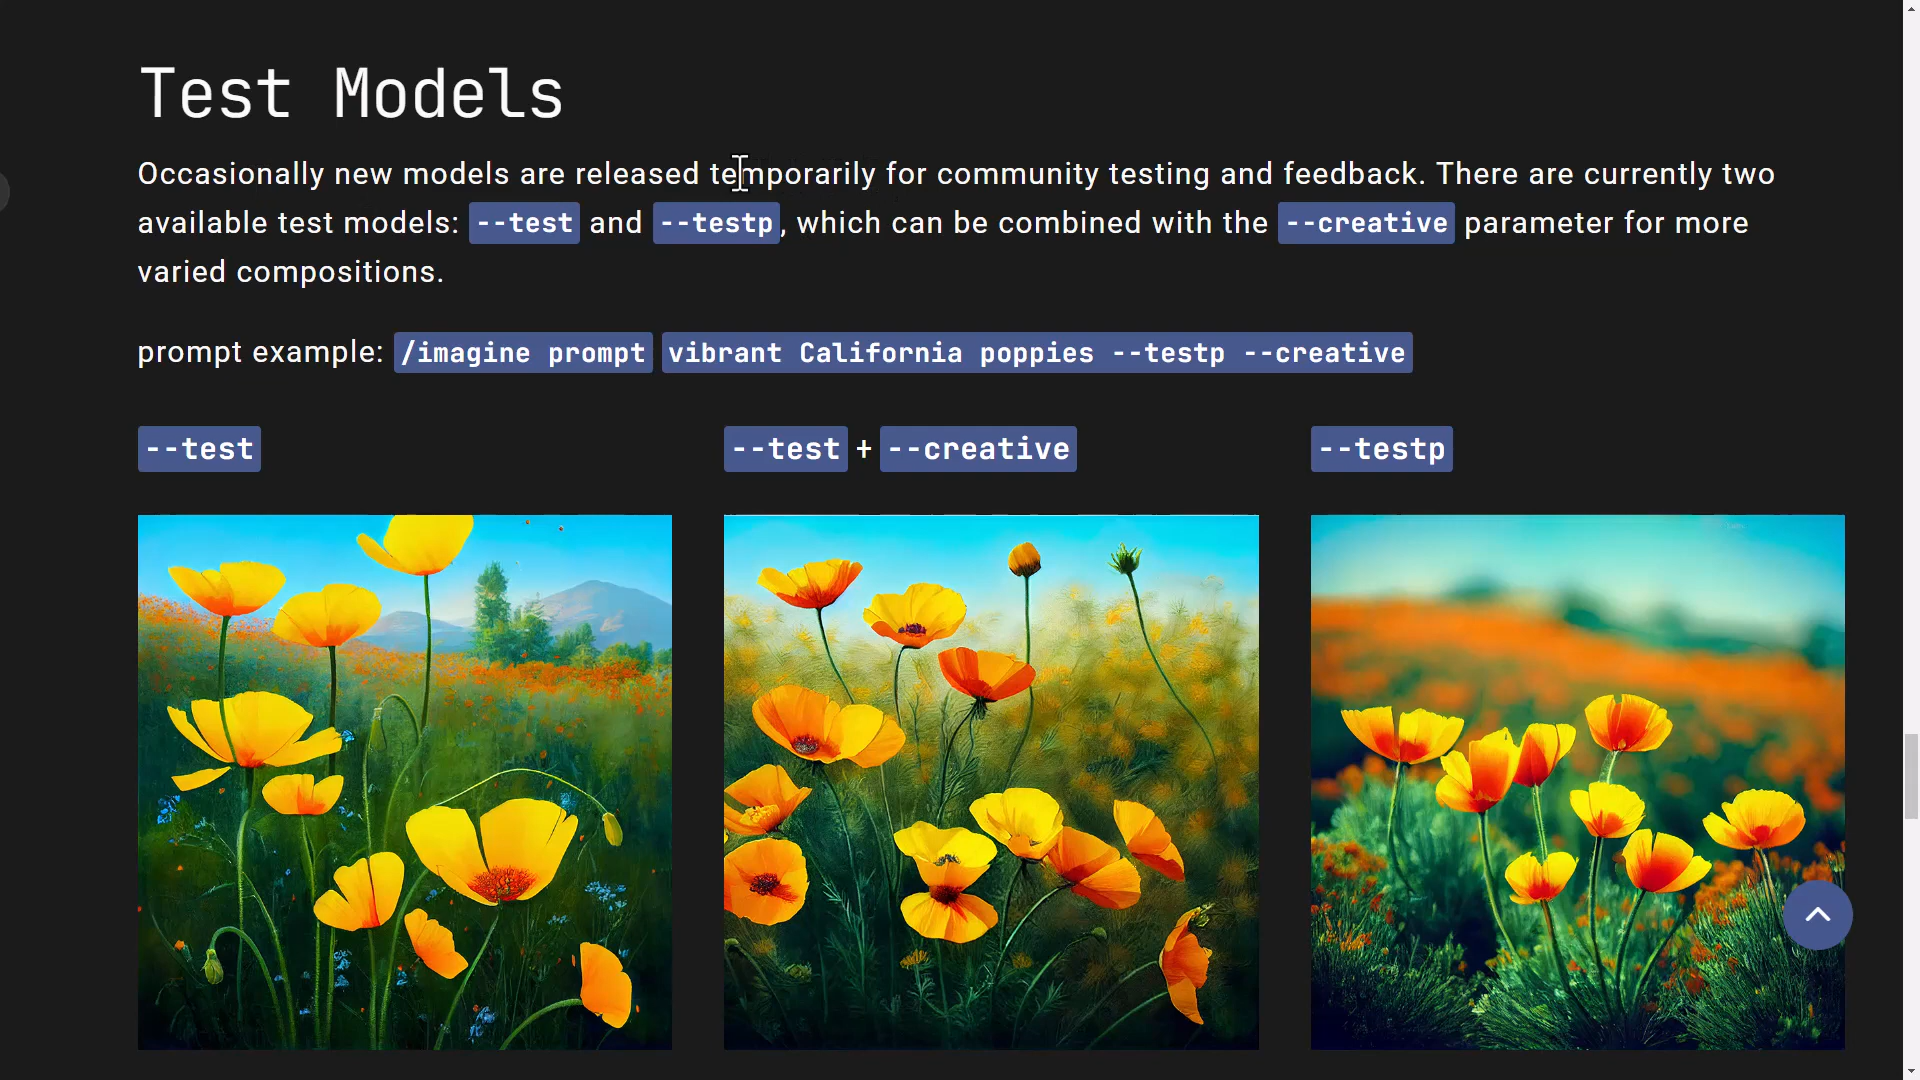 Test Models
Occasionally new models are released temporarily for community testing and feedback. There are currently two
available test models: --test and --testp, which can be combined with the --creative parameter for more
varied compositions.
prompt example: /imagine prompt vibrant California poppies --testp --creative
--test
--test + --creative
--testp